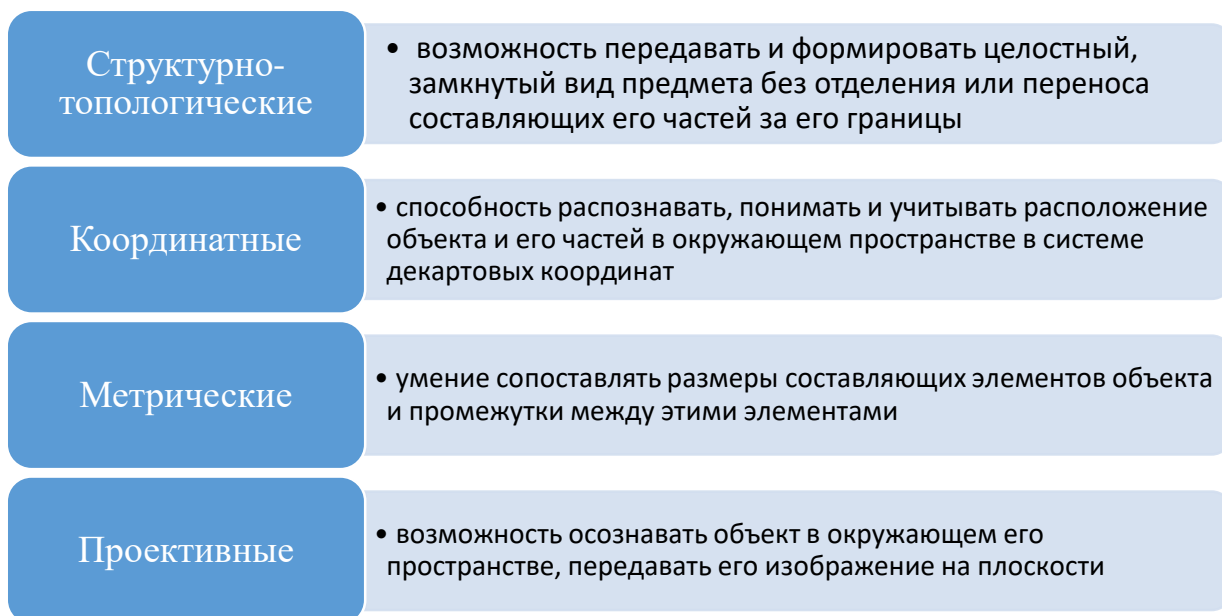 Структурно-
топологические
• возможность передавать и формировать целостный,
замкнутый вид предмета без отделения или переноса
составляющих его частей за его границы
Координатные
• способность распознавать, понимать и учитывать расположение
объекта и его частей в окружающем пространстве в системе
декартовых координат
Метрические
• умение сопоставлять размеры составляющих элементов объекта
и промежутки между этими элементами
Проективные
• возможность осознавать объект в окружающем его
пространстве, передавать его изображение на плоскости